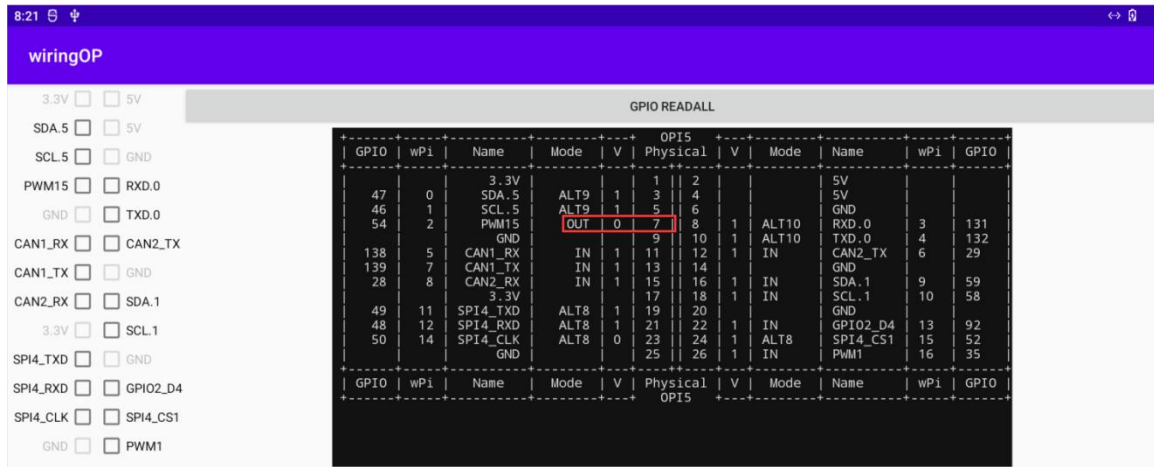 8:21
wiringOP
3.3V 5V
SDA.5 5V
SCL.5 GND
PWM15 RXD.0
GND TXD.0
CAN1_RX CAN2_TX
CAN1_TX GND
CAN2_RX SDA.1
3.3V SCL.1
SPI4_TXD GND
SPI4_RXD GPIO2_D4
SPI4_CLK SPI4_CS1
GND PWM1
GPIO READALL
+------+-----+----------+--------+---+   OPI5   +---+--------+----------+-----+------+
| GPIO | wPi |   Name   |  Mode  | V | Physical | V |  Mode  | Name     | wPi | GPIO |
+------+-----+----------+--------+---+----++----+---+--------+----------+-----+------+
|      |     |     3.3V |        |   |  1 || 2  |   |        | 5V       |     |      |
|   47 |   0 |    SDA.5 |   ALT9 | 1 |  3 || 4  |   |        | 5V       |     |      |
|   46 |   1 |    SCL.5 |   ALT9 | 1 |  5 || 6  |   |        | GND      |     |      |
|   54 |   2 |    PWM15 |    OUT | 0 |  7 || 8  | 1 | ALT10  | RXD.0    | 3   | 131  |
|      |     |      GND |        |   |  9 || 10 | 1 | ALT10  | TXD.0    | 4   | 132  |
|  138 |   5 |  CAN1_RX |     IN | 1 | 11 || 12 | 1 | IN     | CAN2_TX  | 6   | 29   |
|  139 |   7 |  CAN1_TX |     IN | 1 | 13 || 14 |   |        | GND      |     |      |
|   28 |   8 |  CAN2_RX |     IN | 1 | 15 || 16 | 1 | IN     | SDA.1    | 9   | 59   |
|      |     |     3.3V |        |   | 17 || 18 | 1 | IN     | SCL.1    | 10  | 58   |
|   49 |  11 | SPI4_TXD |   ALT8 | 1 | 19 || 20 |   |        | GND      |     |      |
|   48 |  12 | SPI4_RXD |   ALT8 | 1 | 21 || 22 | 1 | IN     | GPIO2_D4 | 13  | 92   |
|   50 |  14 | SPI4_CLK |   ALT8 | 0 | 23 || 24 | 1 | ALT8   | SPI4_CS1 | 15  | 52   |
|      |     |      GND |        |   | 25 || 26 | 1 | IN     | PWM1     | 16  | 35   |
+------+-----+----------+--------+---+----++----+---+--------+----------+-----+------+
| GPIO | wPi |   Name   |  Mode  | V | Physical | V |  Mode  | Name     | wPi | GPIO |
+------+-----+----------+--------+---+   OPI5   +---+--------+----------+-----+------+